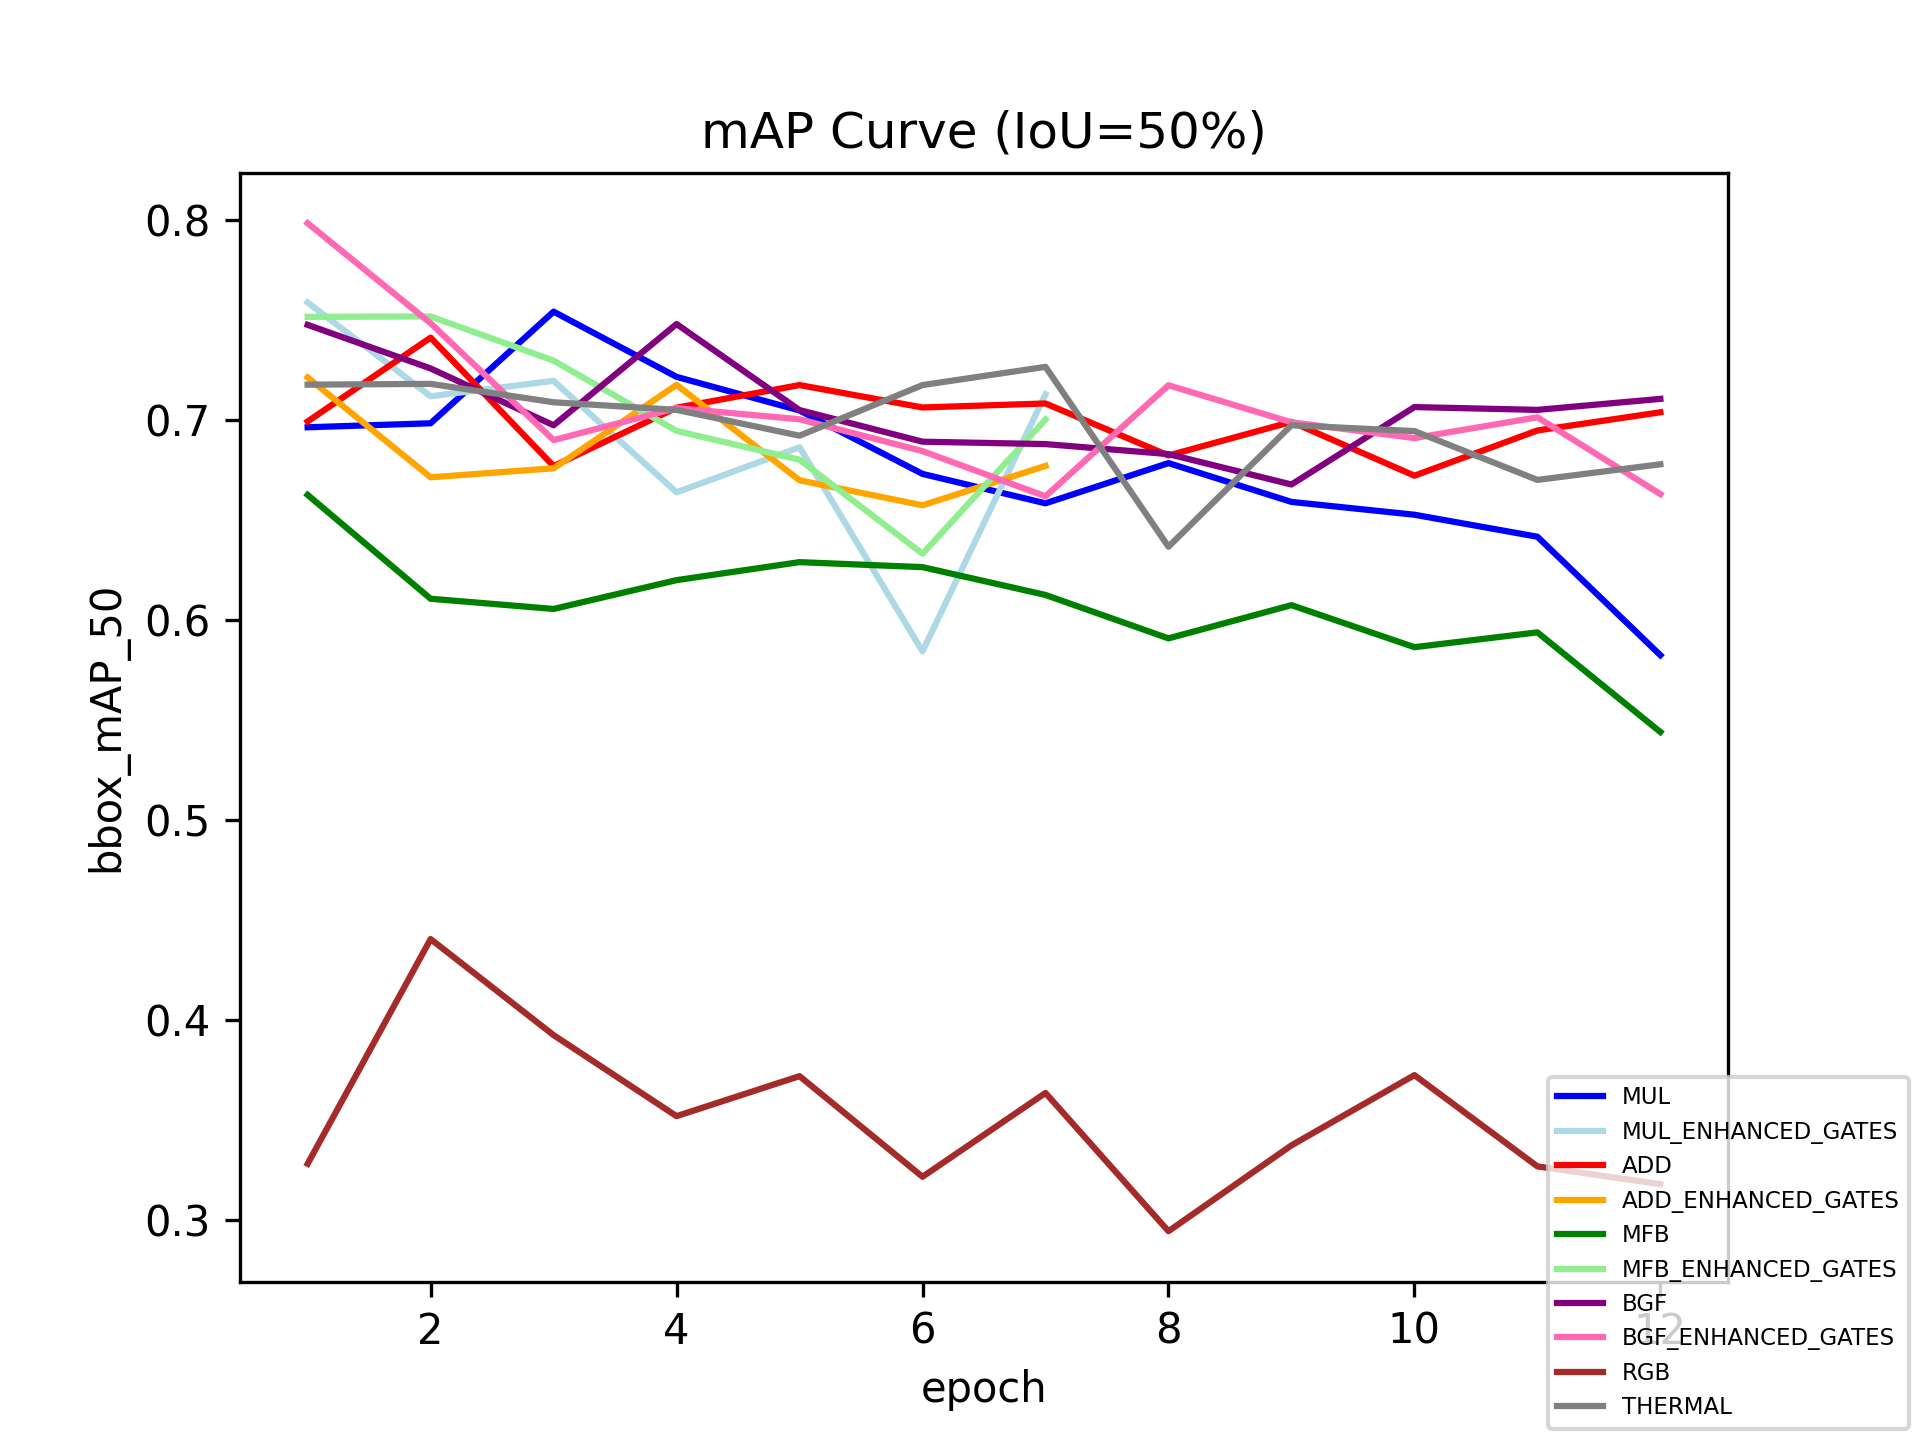 mAP Curve (IoU=50%)
bbox_mAP_50
0.8
0.7
0.6
0.5
0.4
0.3
2
4
6
8
10
12
epoch
MUL
MUL_ENHANCED_GATES
ADD
ADD_ENHANCED_GATES
MFB
MFB_ENHANCED_GATES
BGF
BGF_ENHANCED_GATES
RGB
THERMAL